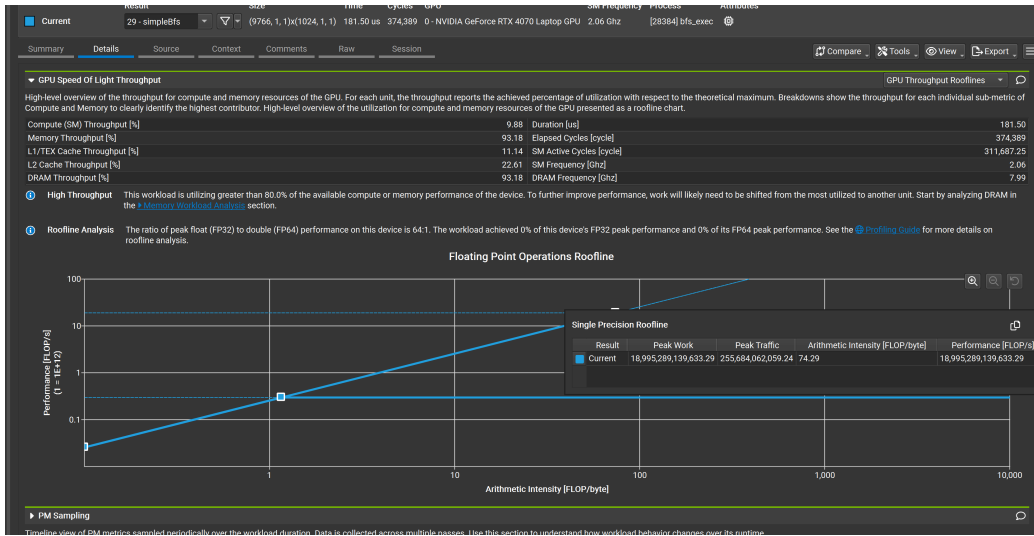 Result Size Time Cycles GPU SM Frequency Process Attributes
Current 29 - simpleBfs (9766, 1, 1)x(1024, 1, 1) 181.50 us 374,389 0 - NVIDIA GeForce RTX 4070 Laptop GPU 2.06 Ghz [28384] bfs_exec
Summary Details Source Context Comments Raw Session Compare Tools View Export
GPU Speed Of Light Throughput GPU Throughput Rooflines
High-level overview of the throughput for compute and memory resources of the GPU. For each unit, the throughput reports the achieved percentage of utilization with respect to the theoretical maximum. Breakdowns show the throughput for each individual sub-metric of
Compute and Memory to clearly identify the highest contributor. High-level overview of the utilization for compute and memory resources of the GPU presented as a roofline chart.
Compute (SM) Throughput [%] 9.88 Duration [us] 181.50
Memory Throughput [%] 93.18 Elapsed Cycles [cycle] 374,389
L1/TEX Cache Throughput [%] 11.14 SM Active Cycles [cycle] 311,687.25
L2 Cache Throughput [%] 22.61 SM Frequency [Ghz] 2.06
DRAM Throughput [%] 93.18 DRAM Frequency [Ghz] 7.99
High Throughput This workload is utilizing greater than 80.0% of the available compute or memory performance of the device. To further improve performance, work will likely need to be shifted from the most utilized to another unit. Start by analyzing DRAM in
the Memory Workload Analysis section.
Roofline Analysis The ratio of peak float (FP32) to double (FP64) performance on this device is 64:1. The workload achieved 0% of this device's FP32 peak performance and 0% of its FP64 peak performance. See the Profiling Guide for more details on
roofline analysis.
Floating Point Operations Roofline
100
10
1
0.1
Performance [FLOP/s]
(1 = 1E+12)
Single Precision Roofline
Result Peak Work Peak Traffic Arithmetic Intensity [FLOP/byte] Performance [FLOP/s]
Current 18,995,289,139,633.29 255,684,062,059.24 74.29 18,995,289,139,633.29
1 10 100 1,000 10,000
Arithmetic Intensity [FLOP/byte]
PM Sampling
Timeline view of PM metrics sampled periodically over the workload duration. Data is collected across multiple passes. Use this section to understand how workload behavior changes over its runtime.